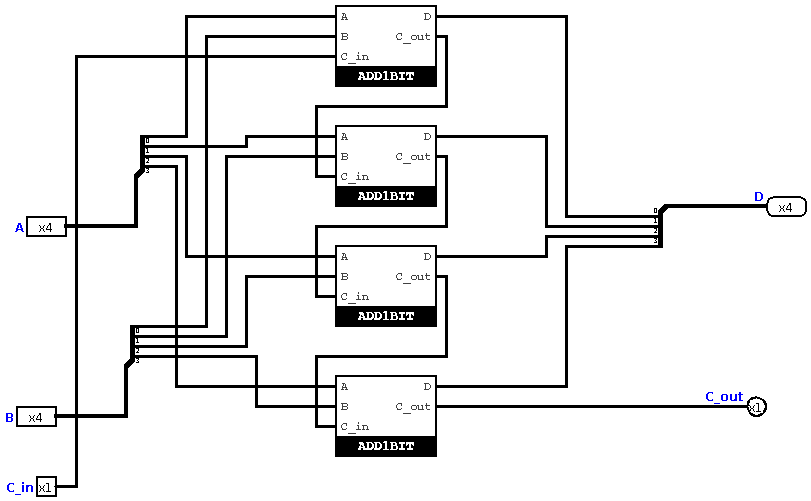 A D
B C_out
C_in
ADD1BIT
0
1
2
3
A x4
A D
B C_out
C_in
ADD1BIT
0
1
2
3
D x4
A D
B C_out
C_in
ADD1BIT
0
1
2
3
B x4
A D
B C_out
C_in
ADD1BIT
C_out x1
C_in x1